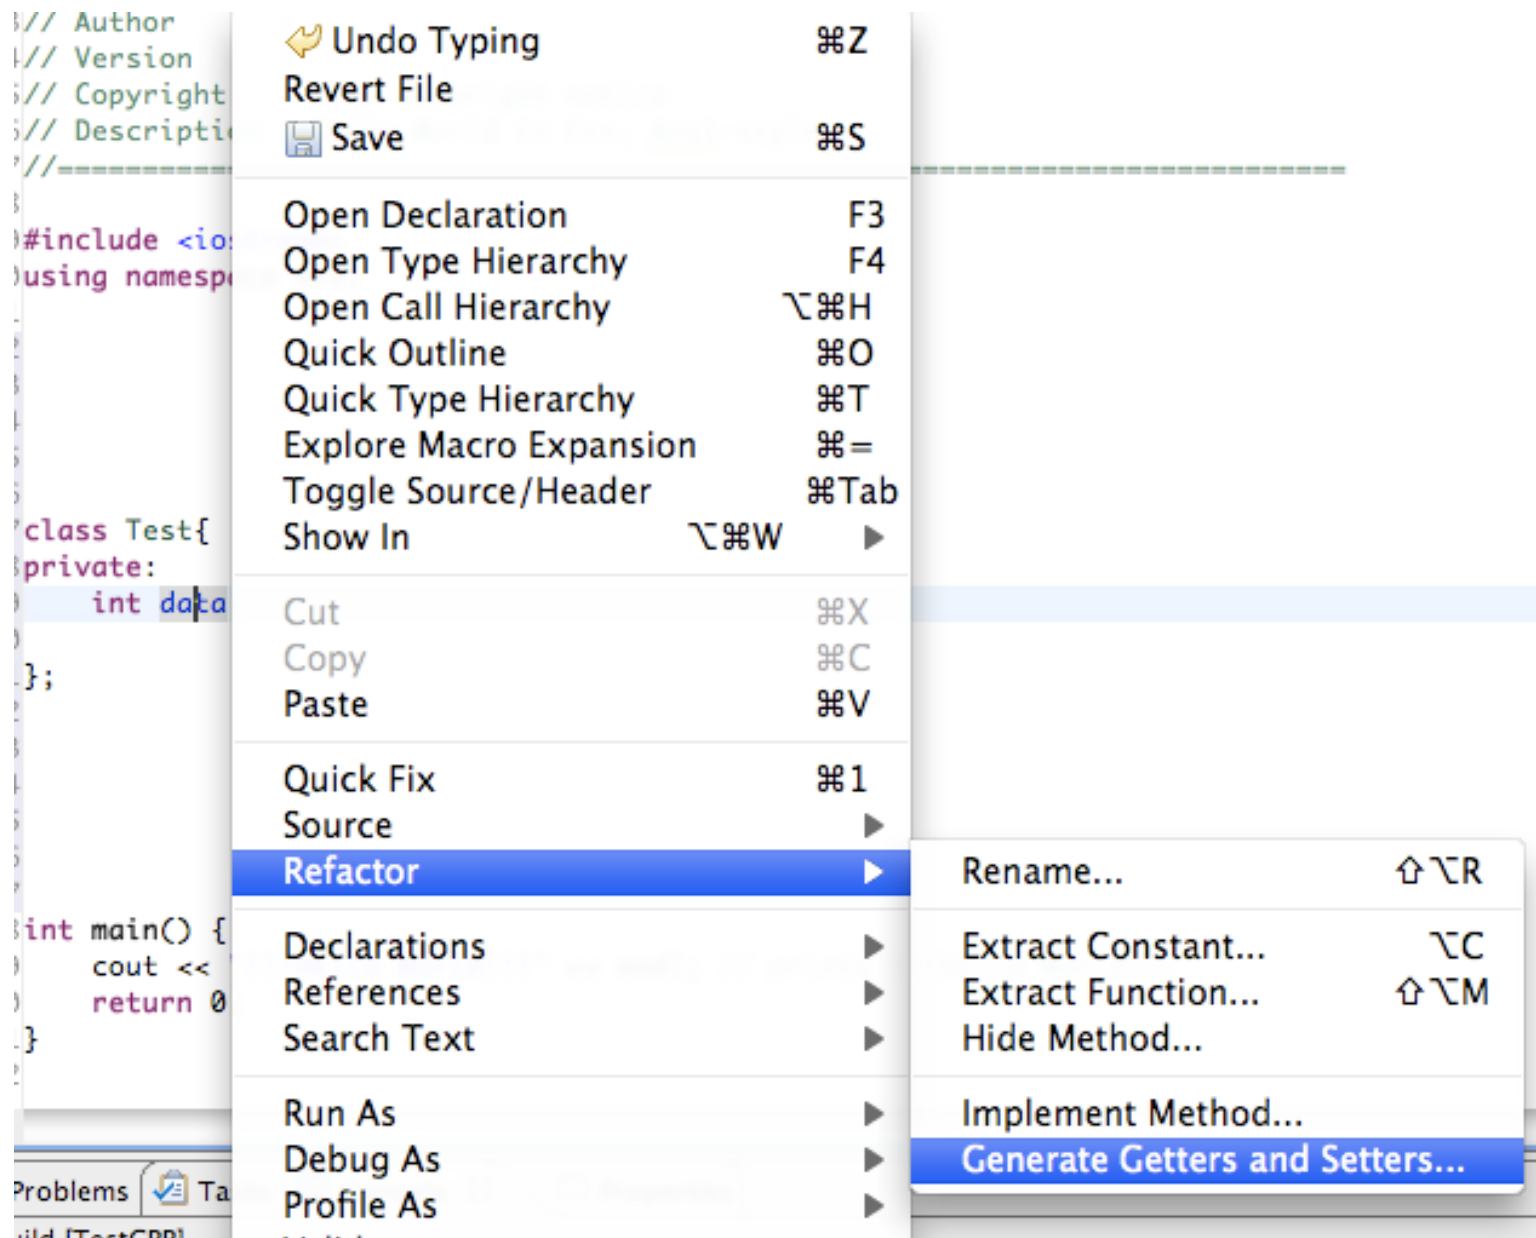 // Author
// Version
// Copyright
// Descripti
//=====================================
#include <io
using namesp
class Test{
private:
int data
};
int main() {
cout <<
return 0
}
Problems
Undo Typing ⌘Z
Revert File
Save ⌘S
Open Declaration F3
Open Type Hierarchy F4
Open Call Hierarchy ⌥⌘H
Quick Outline ⌘O
Quick Type Hierarchy ⌘T
Explore Macro Expansion ⌘=
Toggle Source/Header ⌘Tab
Show In ⌥⌘W
Cut ⌘X
Copy ⌘C
Paste ⌘V
Quick Fix ⌘1
Source
Refactor
Declarations
References
Search Text
Run As
Debug As
Profile As
Rename... ⇧⌥R
Extract Constant... ⌥C
Extract Function... ⇧⌥M
Hide Method...
Implement Method...
Generate Getters and Setters...